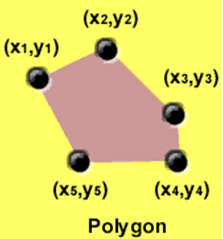 (x2,y2)
(x1,y1)
(x3,y3)
(x5,y5)
(x4,y4)
Polygon